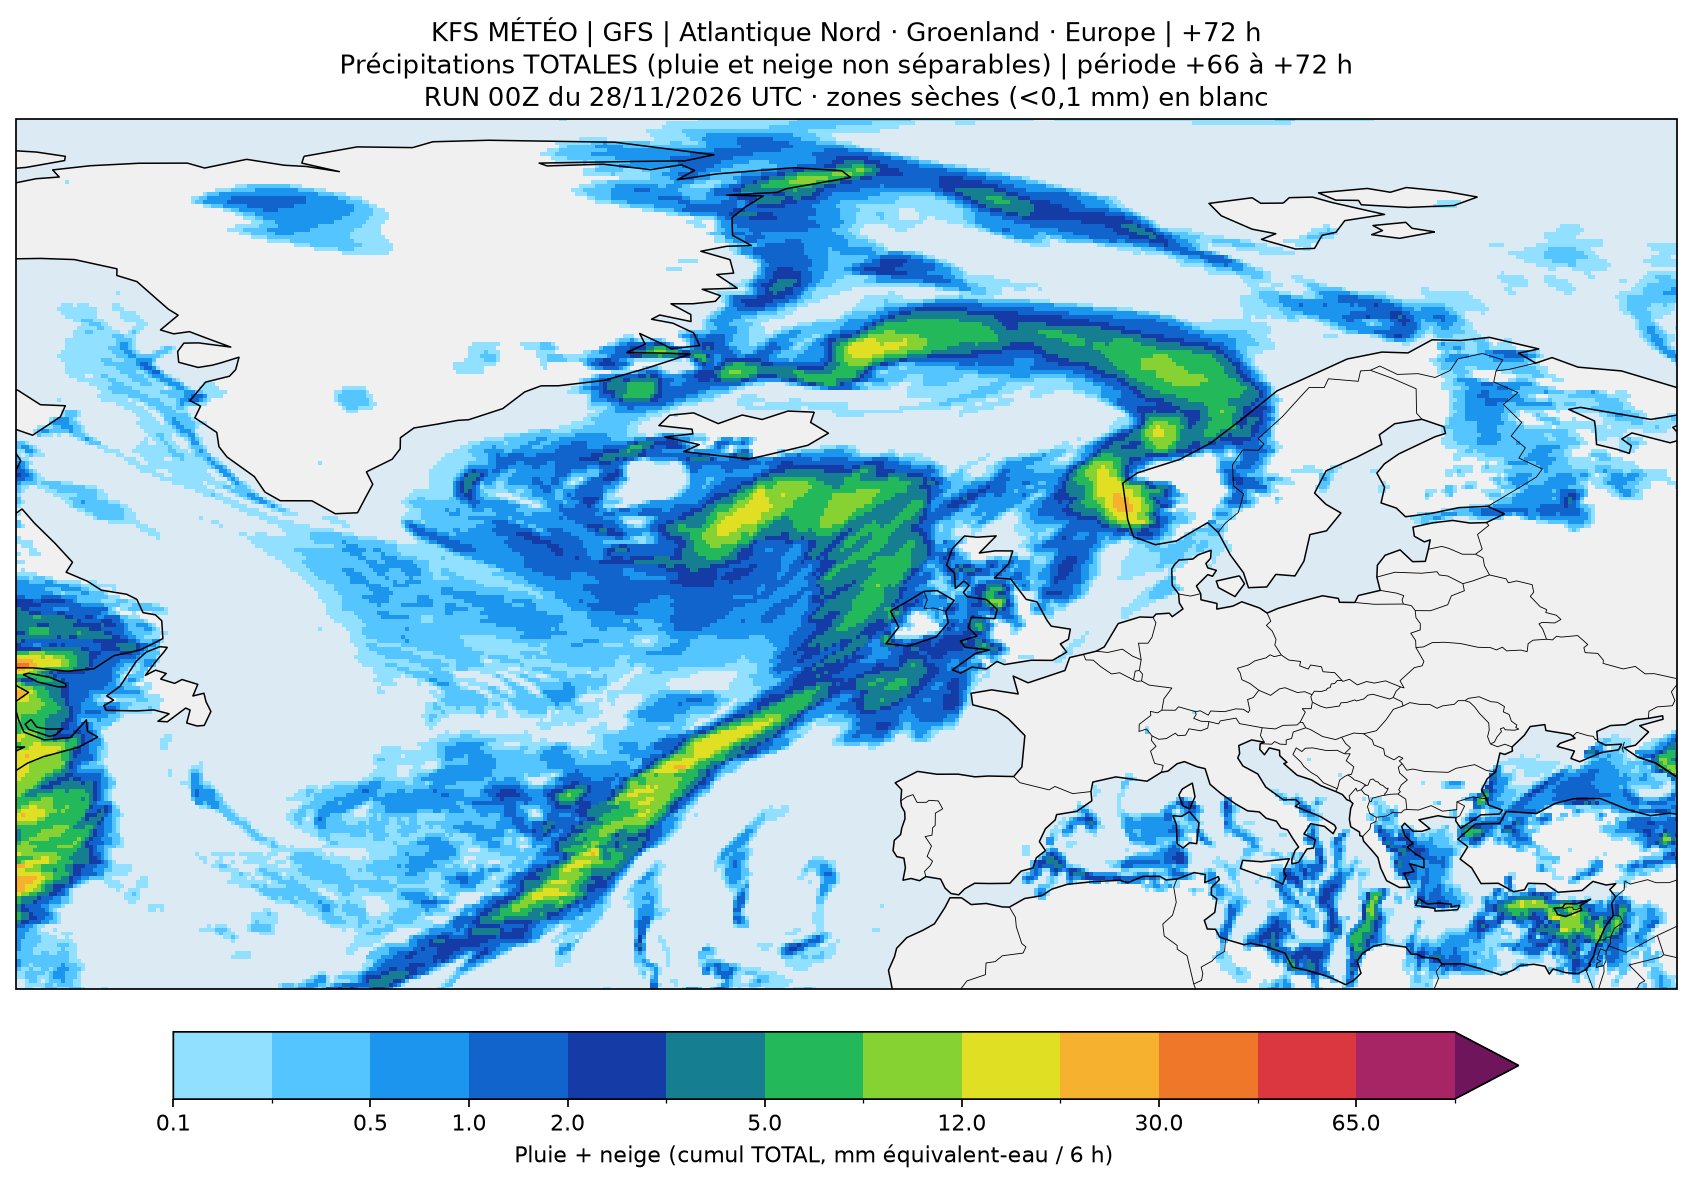 KFS MÉTÉO | GFS | Atlantique Nord · Groenland · Europe | +72 h
Précipitations TOTALES (pluie et neige non séparables) | période +66 à +72 h
RUN 00Z du 28/11/2026 UTC · zones sèches (<0,1 mm) en blanc
0.1 0.5 1.0 2.0 5.0 12.0 30.0 65.0
Pluie + neige (cumul TOTAL, mm équivalent-eau / 6 h)